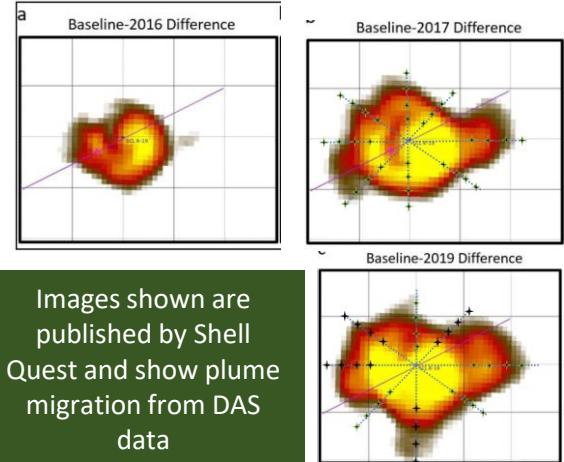 a
Baseline-2016 Difference
b
Baseline-2017 Difference
Baseline-2019 Difference
Images shown are
published by Shell
Quest and show plume
migration from DAS
data